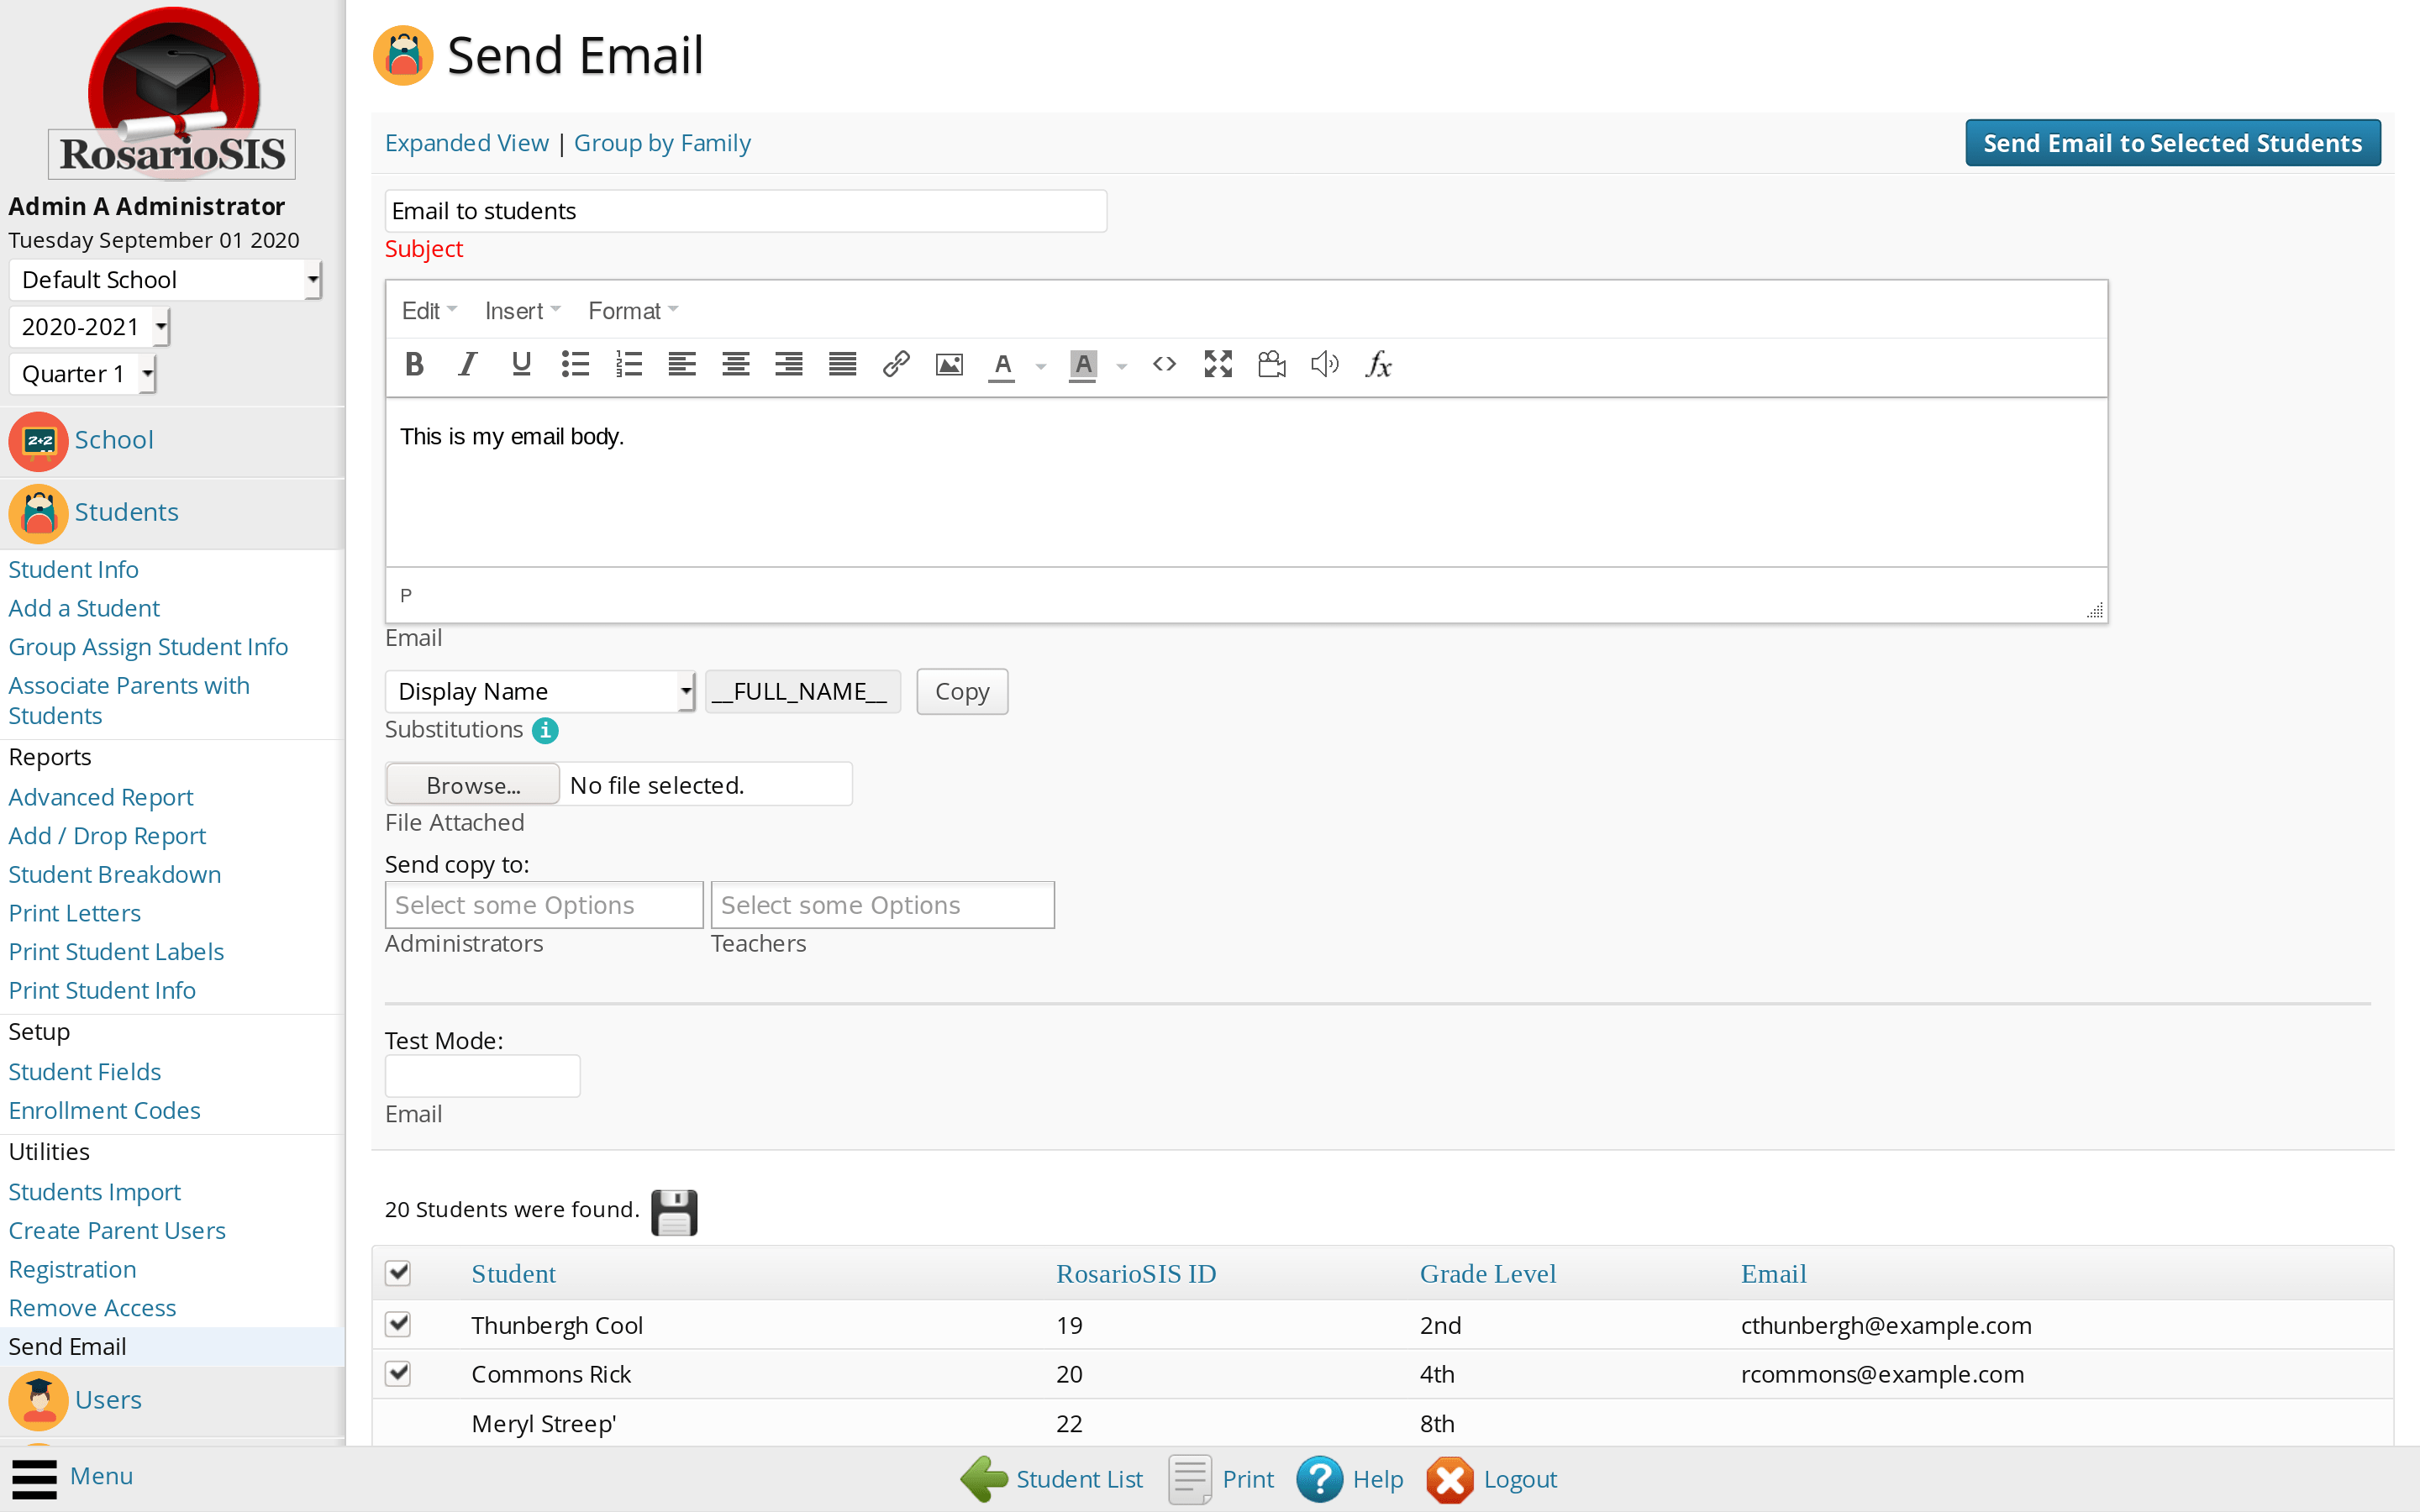 RosarioSIS
Admin A Administrator
Tuesday September 01 2020
Default School
2020-2021
Quarter 1
2+2
School
Students
Student Info
Add a Student
Group Assign Student Info
Associate Parents with
Students
Reports
Advanced Report
Add / Drop Report
Student Breakdown
Print Letters
Print Student Labels
Print Student Info
Setup
Student Fields
Enrollment Codes
Utilities
Students Import
Create Parent Users
Registration
Remove Access
Send Email
Users
Menu
Send Email
Expanded View | Group by Family
Send Email to Selected Students
Email to students
Subject
Edit Insert Format
B I U A A <> fx
This is my email body.
P
Email
Display Name __FULL_NAME__ Copy
Substitutions i
Browse... No file selected.
File Attached
Send copy to:
Select some Options Select some Options
Administrators Teachers
Test Mode:
Email
20 Students were found.
Student RosarioSIS ID Grade Level Email
Thunbergh Cool 19 2nd cthunbergh@example.com
Commons Rick 20 4th rcommons@example.com
Meryl Streep' 22 8th
Student List Print ? Help Logout